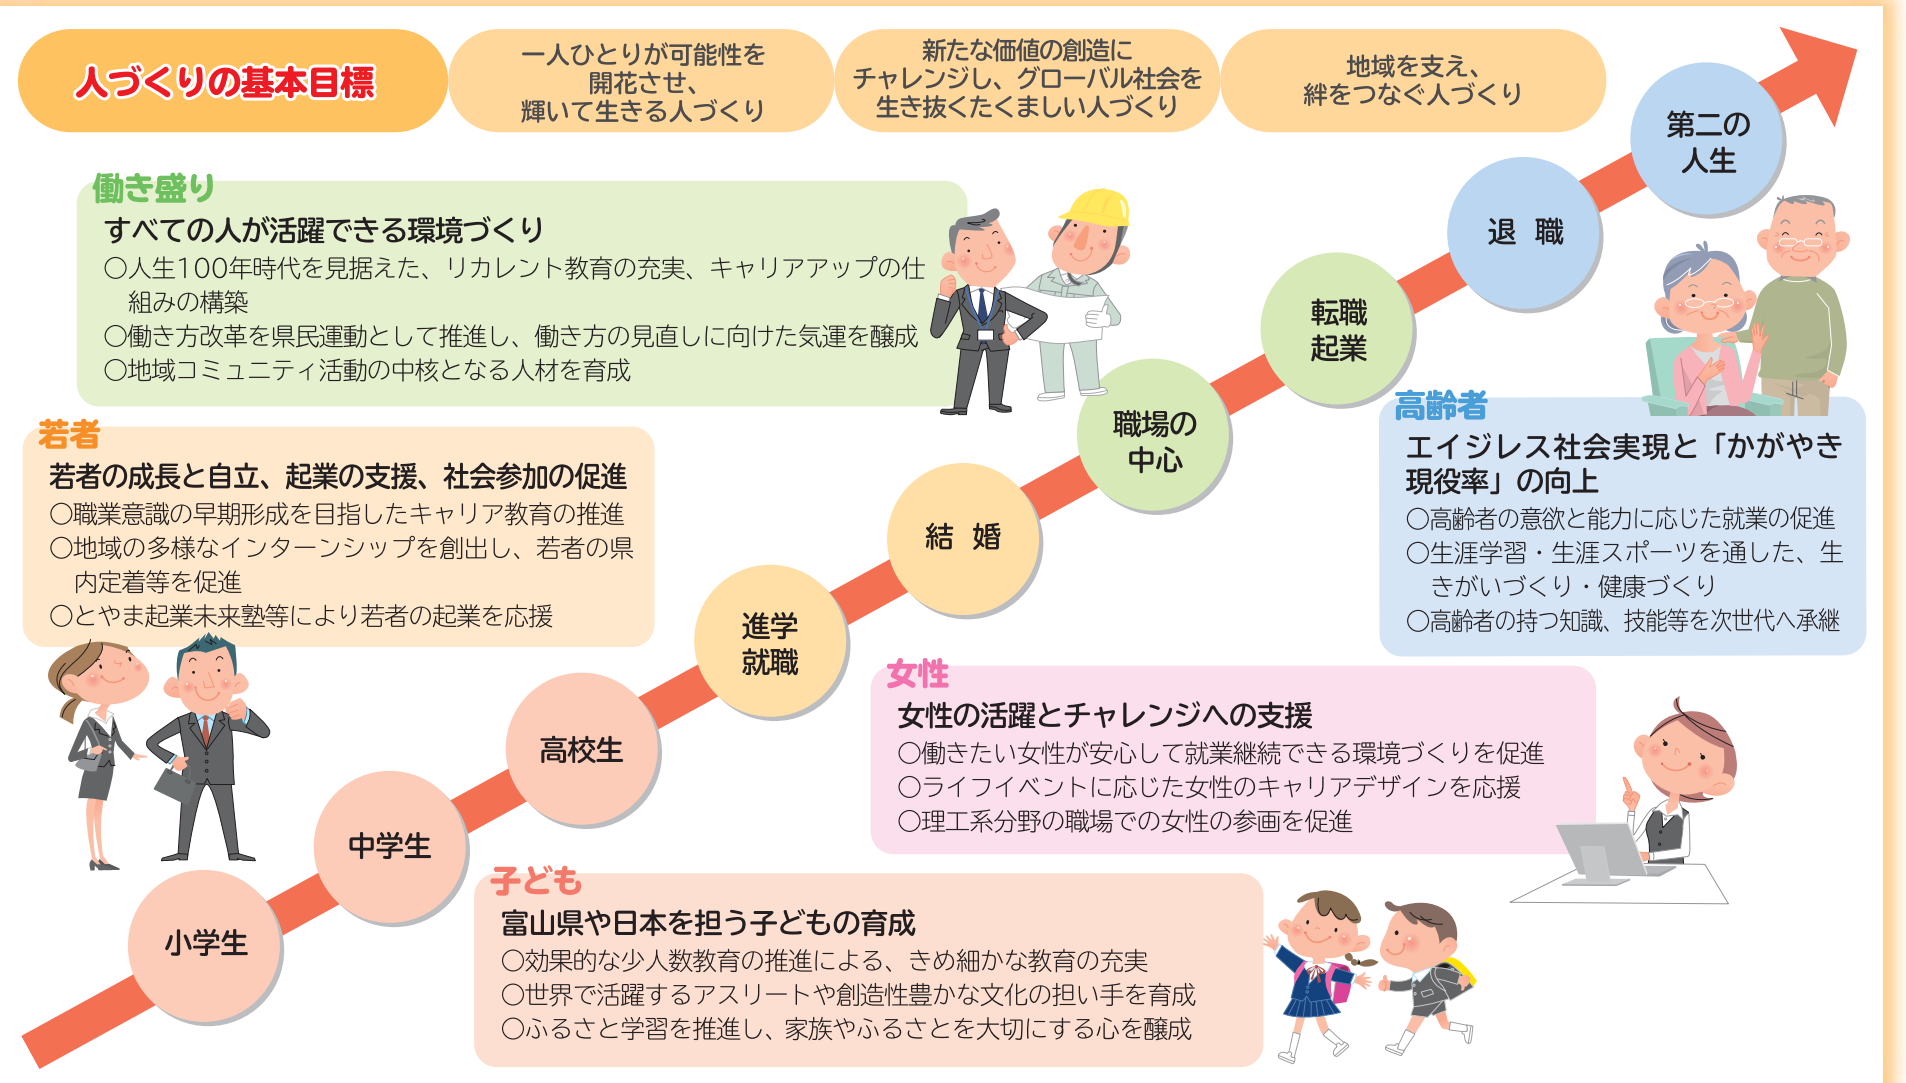 人づくりの基本目標
一人ひとりが可能性を
開花させ、
輝いて生きる人づくり
新たな価値の創造に
チャレンジし、グローバル社会を
生き抜くたくましい人づくり
地域を支え、
絆をつなぐ人づくり
第二の
人生
退 職
転職
起業
職場の
中心
結 婚
進学
就職
高校生
中学生
小学生
働き盛り
すべての人が活躍できる環境づくり
○人生100年時代を見据えた、リカレント教育の充実、キャリアアップの仕
組みの構築
○働き方改革を県民運動として推進し、働き方の見直しに向けた気運を醸成
○地域コミュニティ活動の中核となる人材を育成
若者
若者の成長と自立、起業の支援、社会参加の促進
○職業意識の早期形成を目指したキャリア教育の推進
○地域の多様なインターンシップを創出し、若者の県
内定着等を促進
○とやま起業未来塾等により若者の起業を応援
高齢者
エイジレス社会実現と「かがやき
現役率」の向上
○高齢者の意欲と能力に応じた就業の促進
○生涯学習・生涯スポーツを通した、生
きがいづくり・健康づくり
○高齢者の持つ知識、技能等を次世代へ承継
女性
女性の活躍とチャレンジへの支援
○働きたい女性が安心して就業継続できる環境づくりを促進
○ライフイベントに応じた女性のキャリアデザインを応援
○理工系分野の職場での女性の参画を促進
子ども
富山県や日本を担う子どもの育成
○効果的な少人数教育の推進による、きめ細かな教育の充実
○世界で活躍するアスリートや創造性豊かな文化の担い手を育成
○ふるさと学習を推進し、家族やふるさとを大切にする心を醸成